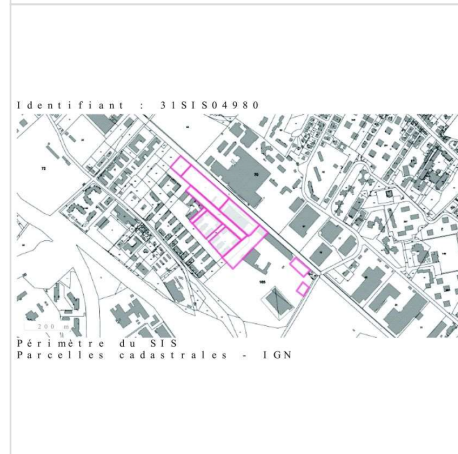 Identifiant : 31SIS04980
200 m
Périmètre du SIS
Parcelles cadastrales - IGN